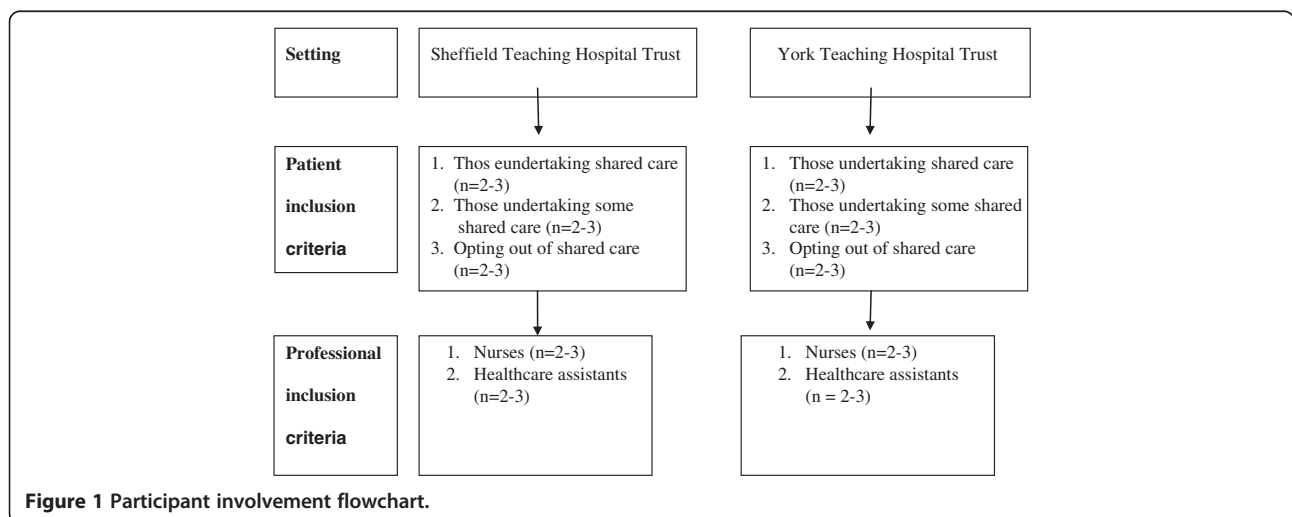 Setting
Sheffield Teaching Hospital Trust
York Teaching Hospital Trust
Patient
inclusion
criteria
1. Thos eundertaking shared care
(n=2-3)
2. Those undertaking some
shared care (n=2-3)
3. Opting out of shared care
(n=2-3)
1. Those undertaking shared care
(n=2-3)
2. Those undertaking some shared
care (n=2-3)
3. Opting out of shared care
(n=2-3)
Professional
inclusion
criteria
1. Nurses (n=2-3)
2. Healthcare assistants
(n=2-3)
1. Nurses (n=2-3)
2. Healthcare assistants
(n = 2-3)
Figure 1 Participant involvement flowchart.